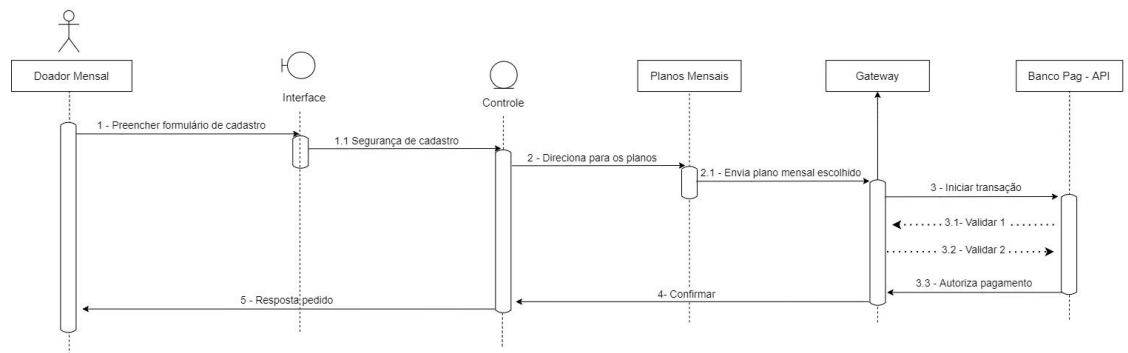 Doador Mensal
Interface
Controle
Planos Mensais
Gateway
Banco Pag - API
1 - Preencher formulário de cadastro
1.1 Segurança de cadastro
2 - Direciona para os planos
2.1 - Envia plano mensal escolhido
3 - Iniciar transação
3.1- Validar 1
3.2 - Validar 2
3.3 - Autoriza pagamento
4- Confirmar
5 - Resposta pedido